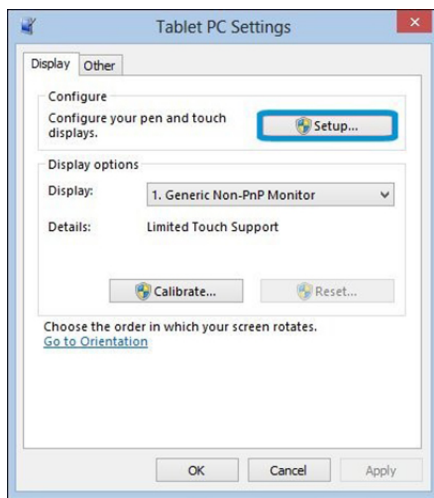 Tablet PC Settings
Display Other
Configure
Configure your pen and touch
displays.
Setup...
Display options
Display: 1. Generic Non-PnP Monitor
Details: Limited Touch Support
Calibrate... Reset...
Choose the order in which your screen rotates.
Go to Orientation
OK Cancel Apply